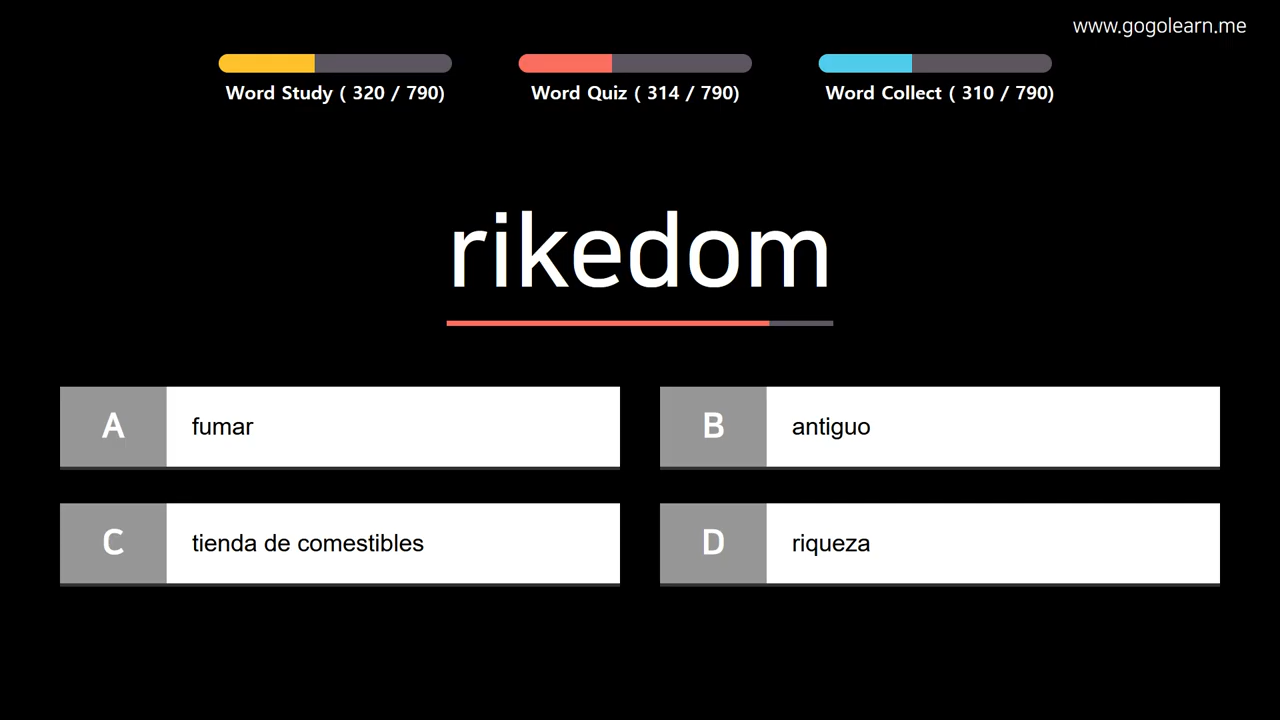 www.gogolearn.me
Word Study ( 320 / 790)
Word Quiz ( 314 / 790)
Word Collect ( 310 / 790)
rikedom
A fumar
B antiguo
C tienda de comestibles
D riqueza